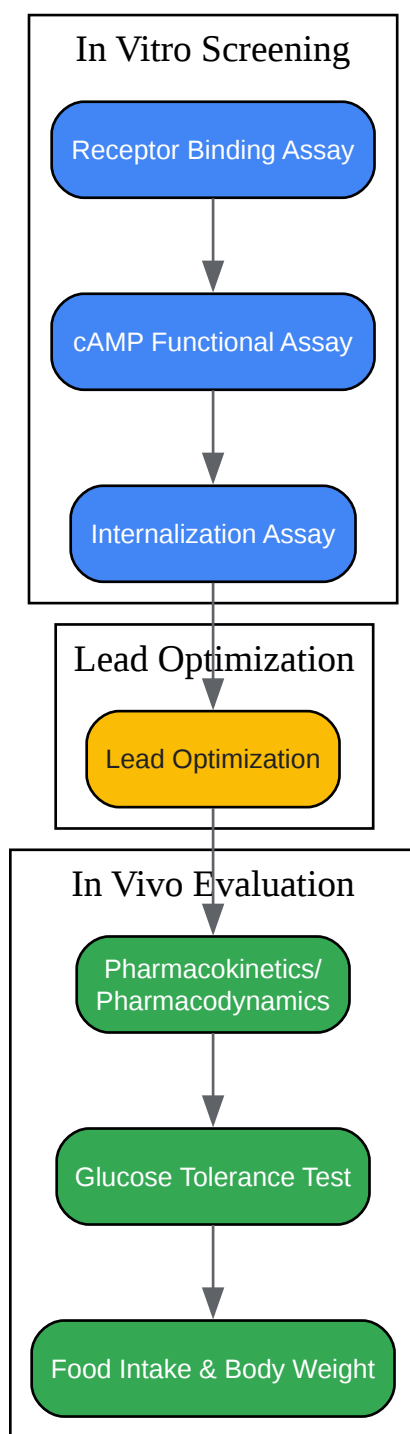 In Vitro Screening
Receptor Binding Assay
cAMP Functional Assay
Internalization Assay
Lead Optimization
Lead Optimization
In Vivo Evaluation
Pharmacokinetics/
Pharmacodynamics
Glucose Tolerance Test
Food Intake & Body Weight